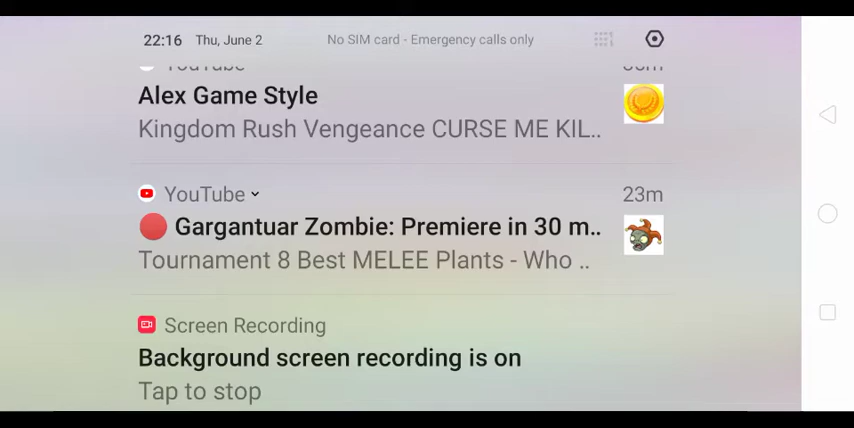 22:16 Thu, June 2 No SIM card - Emergency calls only
YouTube
Alex Game Style
Kingdom Rush Vengeance CURSE ME KIL..
YouTube 23m
Gargantuar Zombie: Premiere in 30 m..
Tournament 8 Best MELEE Plants - Who ..
Screen Recording
Background screen recording is on
Tap to stop